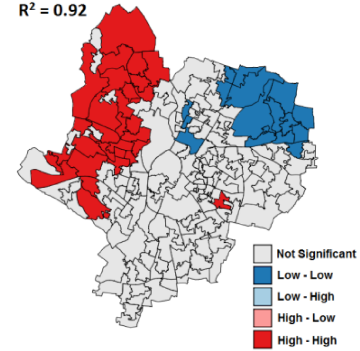 R² = 0.92
Not Significant
Low - Low
Low - High
High - Low
High - High